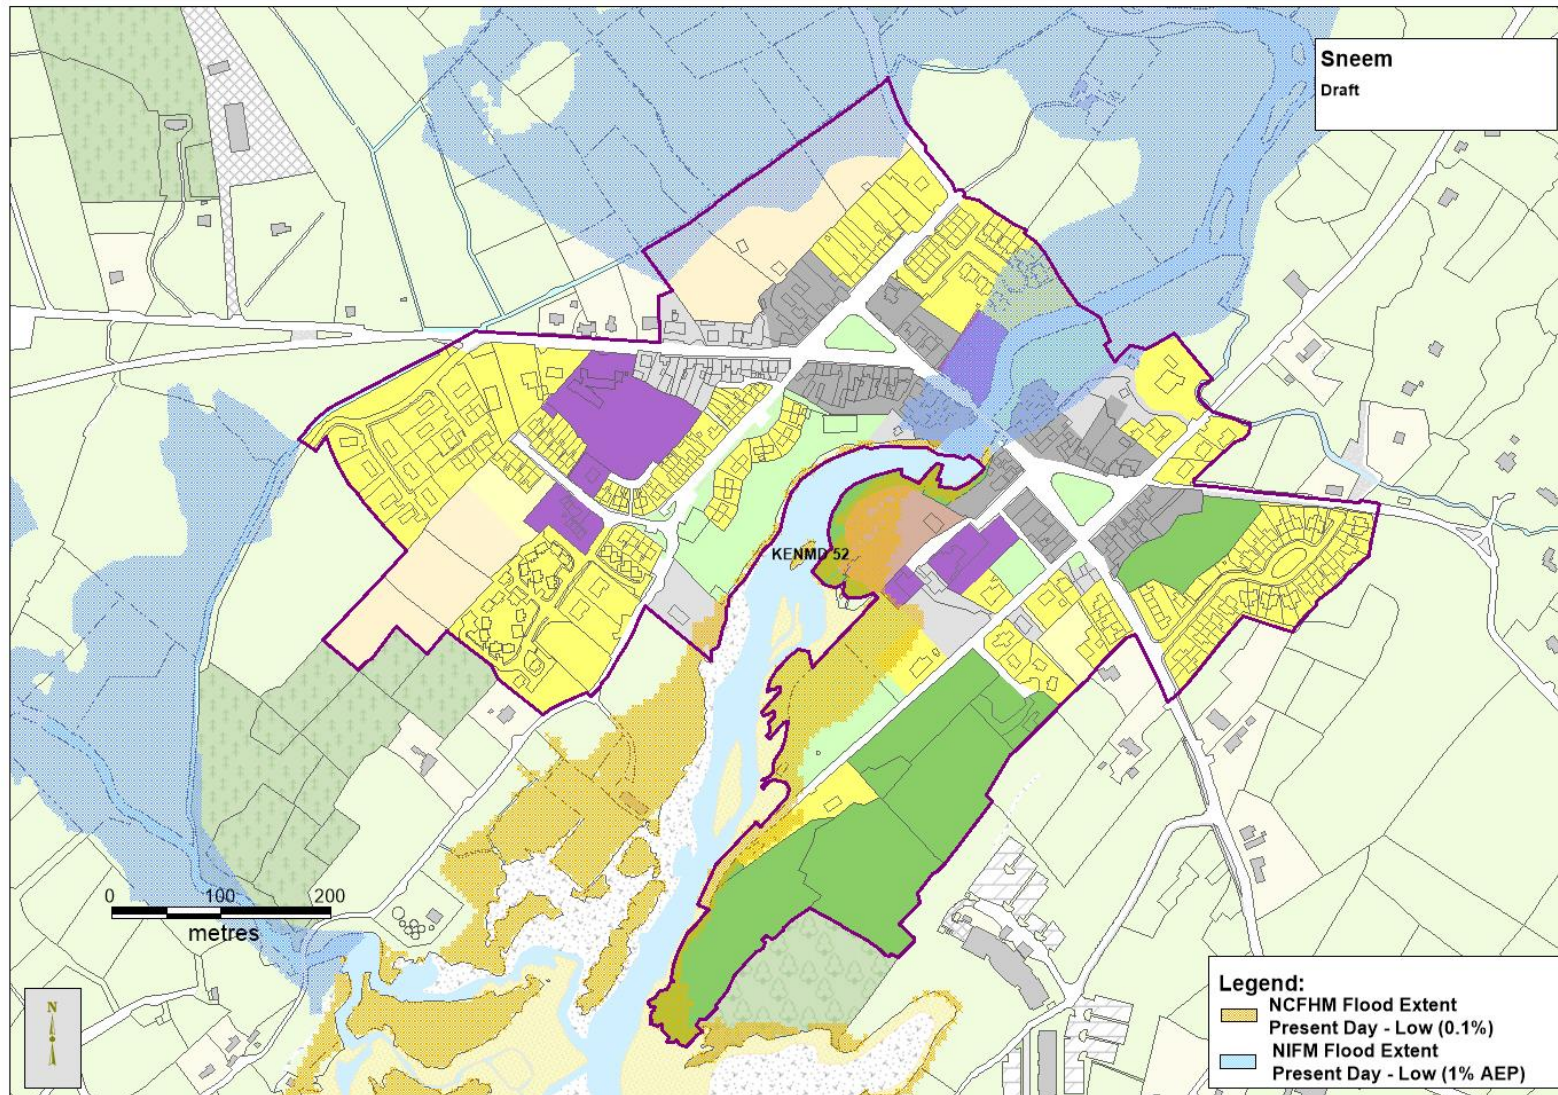 Sneem
Draft
KENMD 52
0 100 200
metres
N
Legend:
NCFHM Flood Extent
Present Day - Low (0.1%)
NIFM Flood Extent
Present Day - Low (1% AEP)